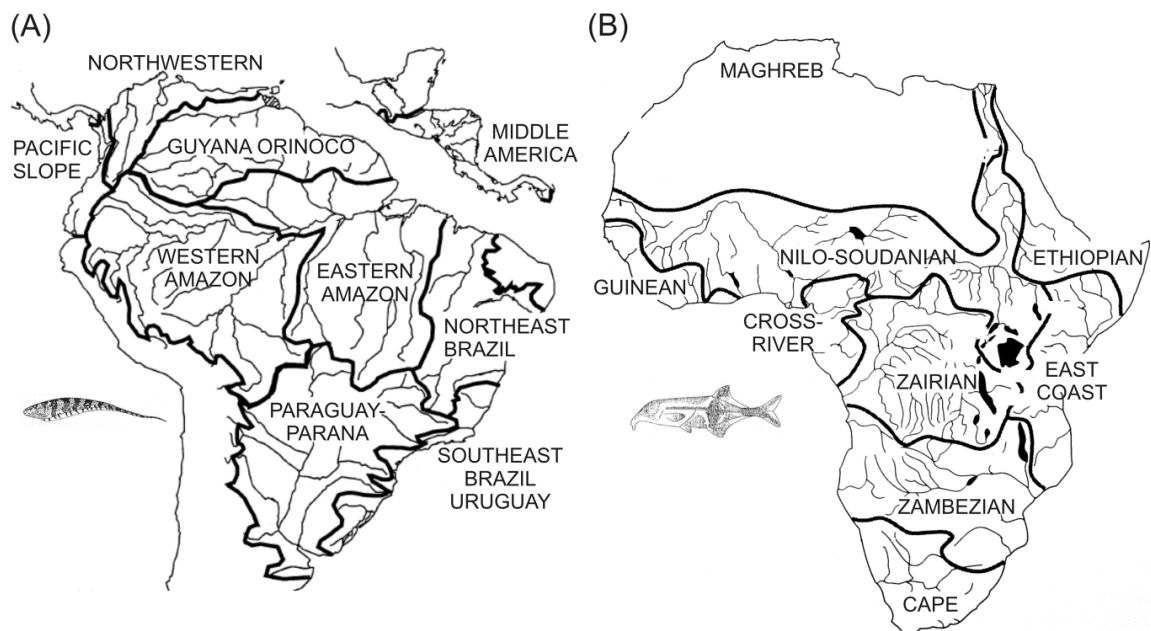 (A)
NORTHWESTERN
PACIFIC
SLOPE
GUYANA ORINOCO
MIDDLE
AMERICA
WESTERN
AMAZON
EASTERN
AMAZON
NORTHEAST
BRAZIL
PARAGUAY-
PARANA
SOUTHEAST
BRAZIL
URUGUAY
(B)
MAGHREB
NILO-SOUDANIAN
ETHIOPIAN
GUINEAN
CROSS-
RIVER
ZAIRIAN
EAST
COAST
ZAMBEZIAN
CAPE